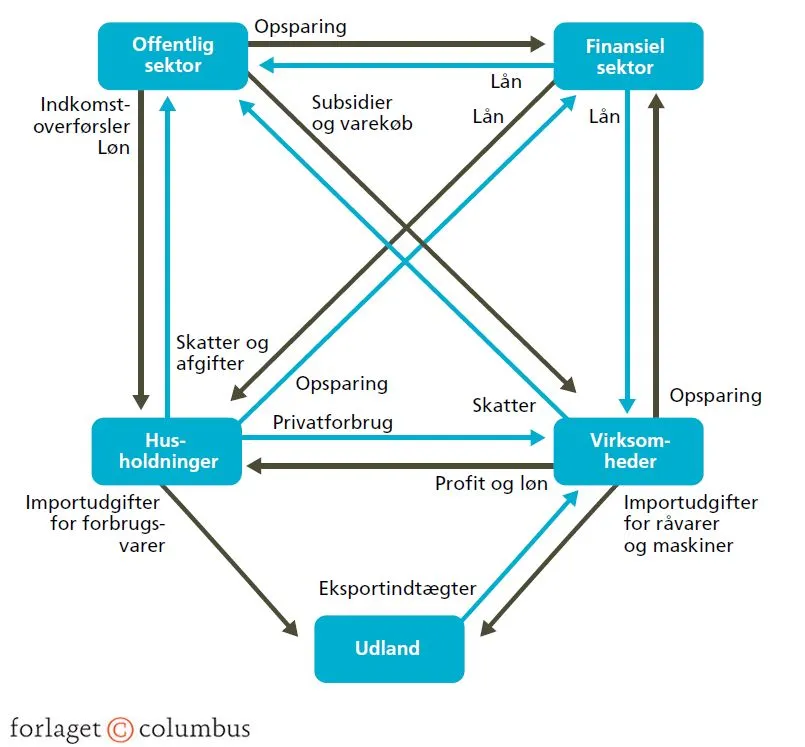 Opsparing
Offentlig
sektor
Finansiel
sektor
Lån
Indkomst-
overførsler
Løn
Subsidier
og varekøb
Lån
Lån
Skatter og
afgifter
Opsparing
Skatter
Opsparing
Privatforbrug
Hus-
holdninger
Virksom-
heder
Profit og løn
Importudgifter
for forbrugs-
varer
Importudgifter
for råvarer
og maskiner
Eksportindtægter
Udland
forlaget © columbus